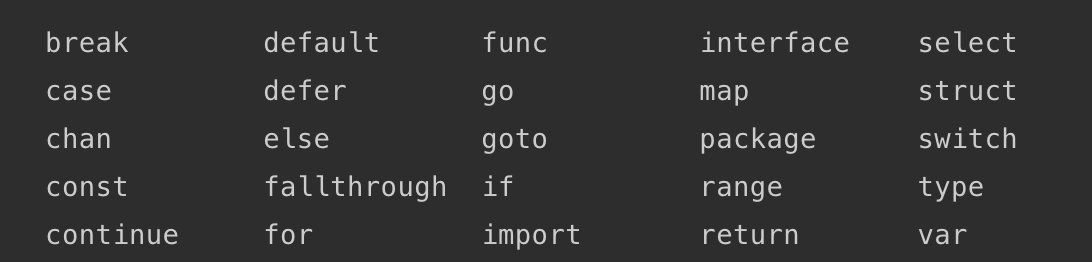 break default func interface select
case defer go map struct
chan else goto package switch
const fallthrough if range type
continue for import return var